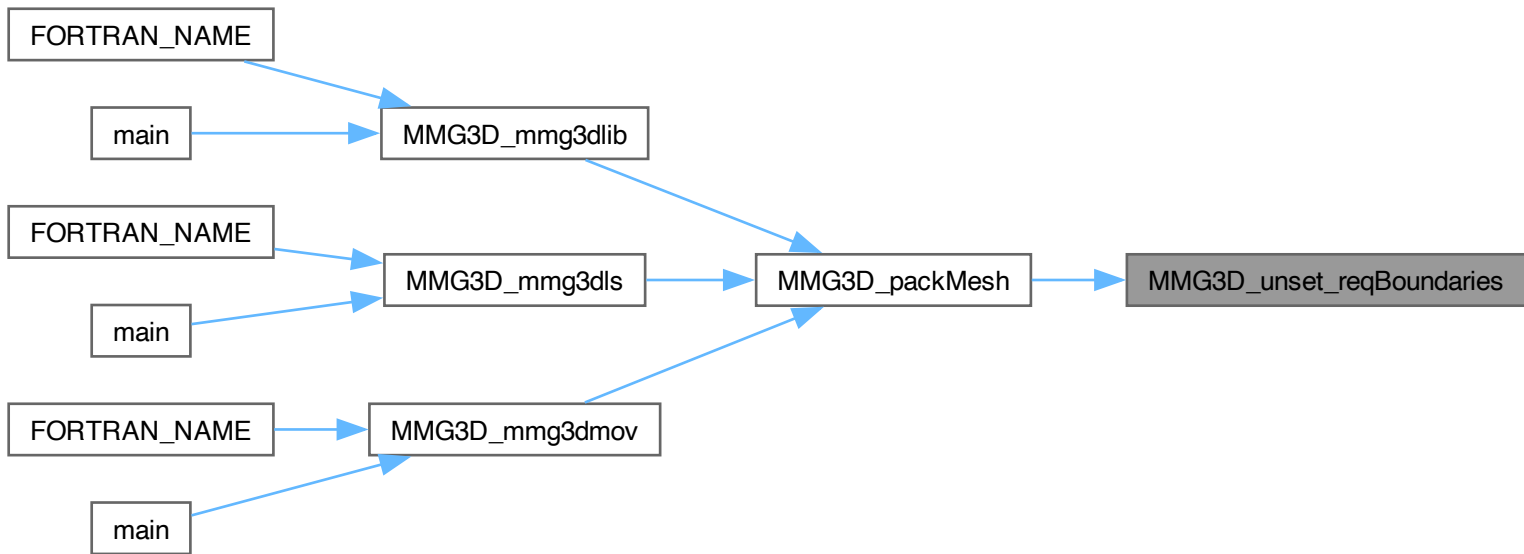 FORTRAN_NAME
main
MMG3D_mmg3dlib
FORTRAN_NAME
main
MMG3D_mmg3dls
MMG3D_packMesh
MMG3D_unset_reqBoundaries
FORTRAN_NAME
MMG3D_mmg3dmov
main